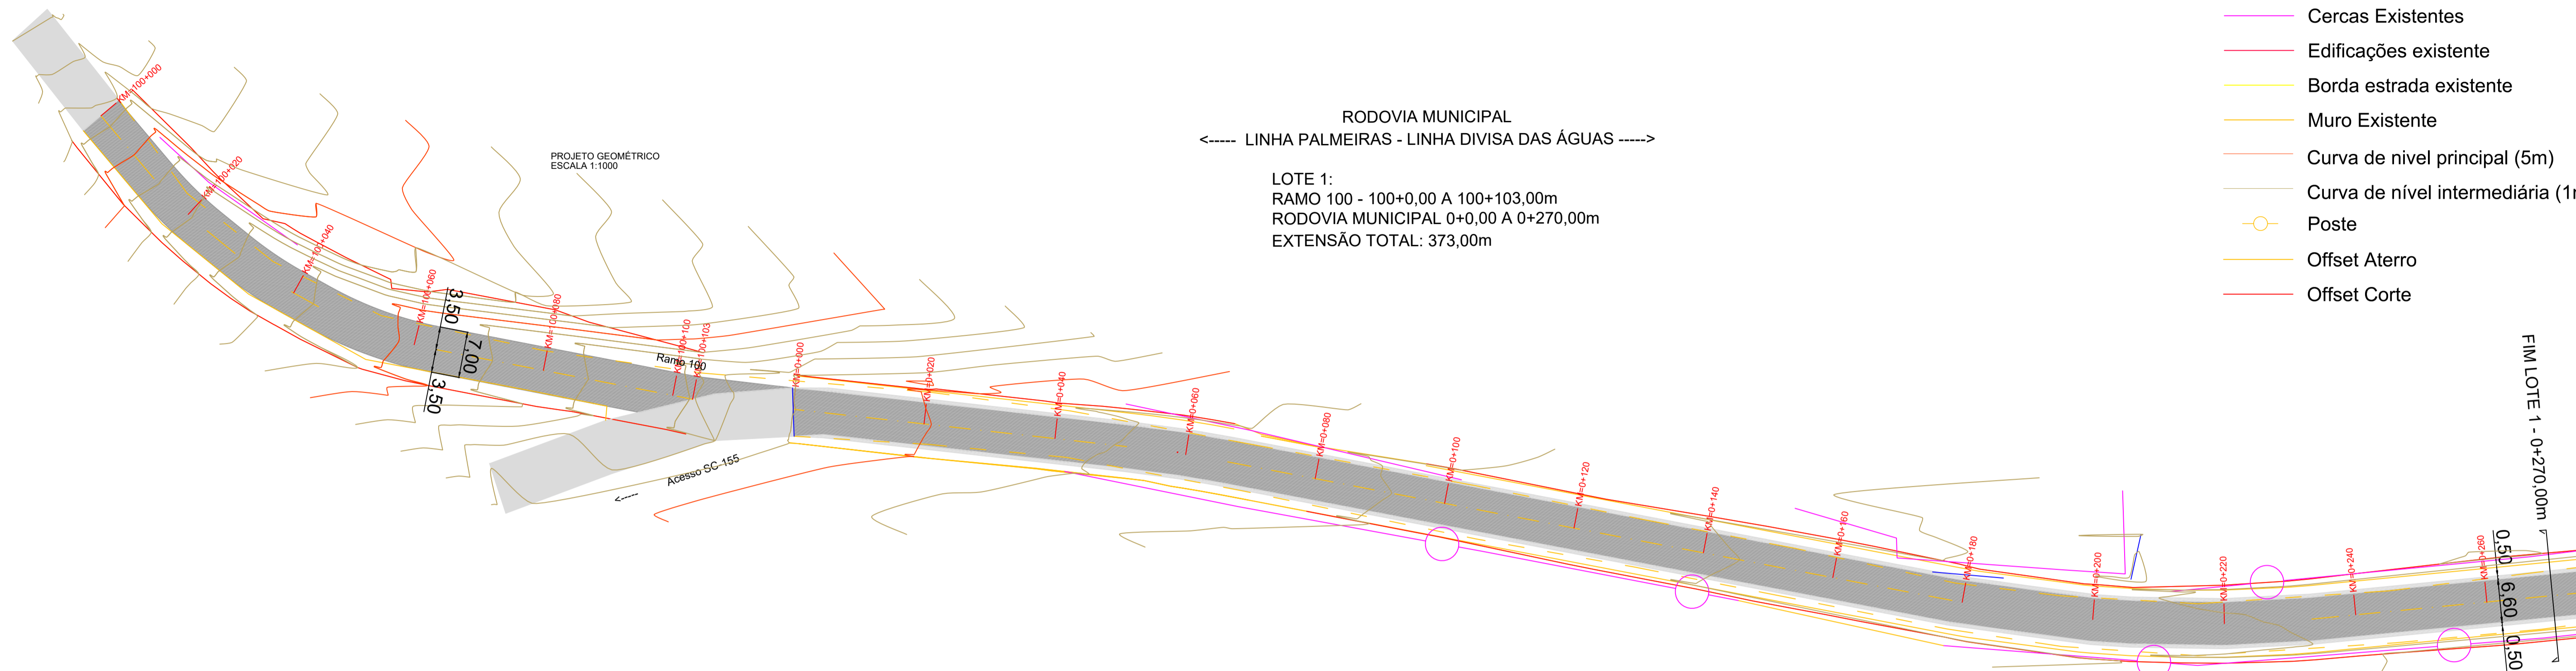 Cercas Existentes
Edificações existente
Borda estrada existente
Muro Existente
Curva de nivel principal (5m)
Curva de nível intermediária (1
Poste
Offset Aterro
Offset Corte
RODOVIA MUNICIPAL
<----- LINHA PALMEIRAS - LINHA DIVISA DAS ÁGUAS ----->
LOTE 1:
RAMO 100 - 100+0,00 A 100+103,00m
RODOVIA MUNICIPAL 0+0,00 A 0+270,00m
EXTENSÃO TOTAL: 373,00m
PROJETO GEOMÉTRICO
ESCALA 1:1000
KM=100+000
KM=100+020
KM=100+040
KM=100+060
3,50
7,00
3,50
KM=100+080
Ramo 100
KM=100+100
KM=100+103
<----- Acesso SC-155
KM=0+000
KM=0+020
KM=0+040
KM=0+060
KM=0+080
KM=0+100
KM=0+120
KM=0+140
KM=0+160
KM=0+180
KM=0+200
KM=0+220
KM=0+240
KM=0+260
0,50
6,60
0,50
FIM LOTE 1 - 0+270,00m